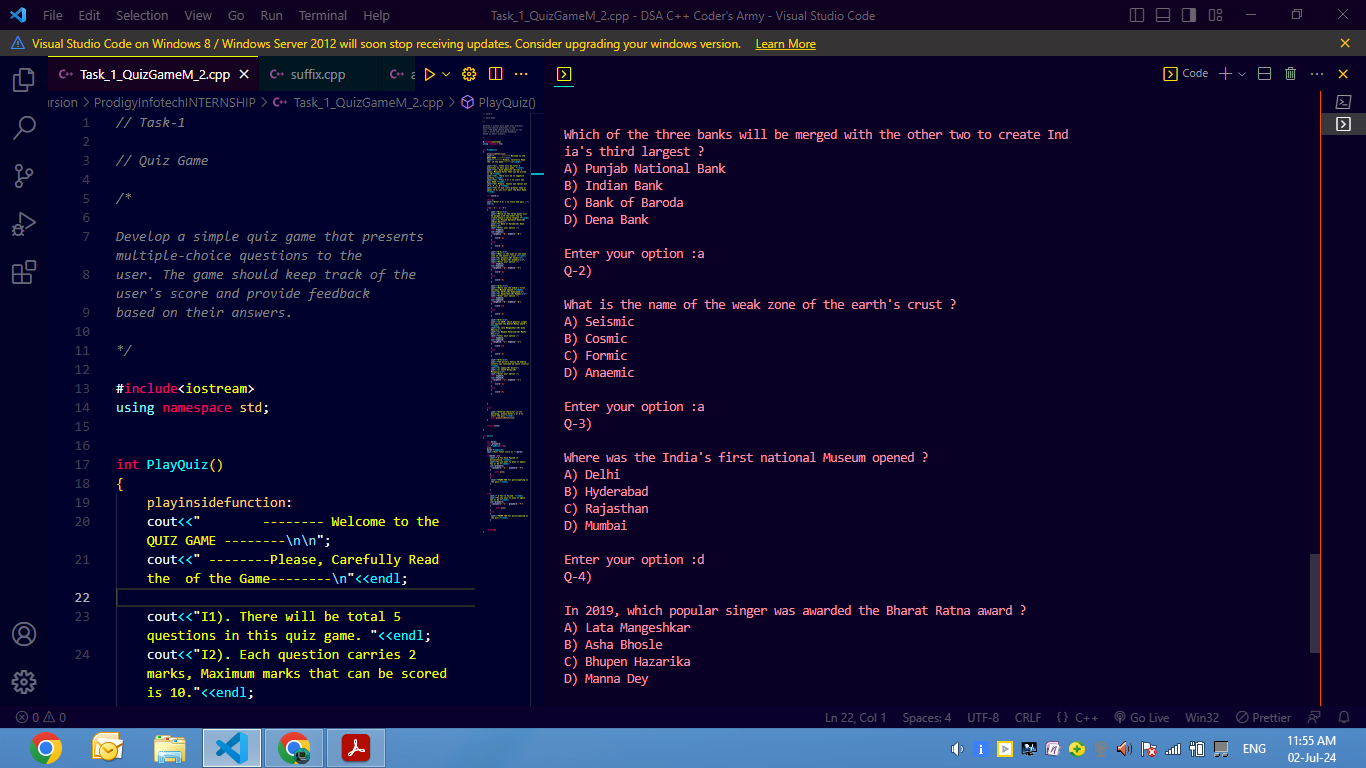 File Edit Selection View Go Run Terminal Help Task_1_QuizGameM_2.cpp - DSA C++ Coder's Army - Visual Studio Code
Visual Studio Code on Windows 8 / Windows Server 2012 will soon stop receiving updates. Consider upgrading your windows version. Learn More
Task_1_QuizGameM_2.cpp suffix.cpp
ursion > ProdigyInfotechINTERNSHIP > Task_1_QuizGameM_2.cpp > PlayQuiz()
1 // Task-1
2
3 // Quiz Game
4
5 /*
6
7 Develop a simple quiz game that presents
multiple-choice questions to the
8 user. The game should keep track of the
user's score and provide feedback
9 based on their answers.
10
11 */
12
13 #include<iostream>
14 using namespace std;
15
16
17 int PlayQuiz()
18 {
19 playinsidefunction:
20 cout<<" -------- Welcome to the
QUIZ GAME --------\n\n";
21 cout<<" --------Please, Carefully Read
the  of the Game--------\n"<<endl;
22
23 cout<<"I1). There will be total 5
questions in this quiz game. "<<endl;
24 cout<<"I2). Each question carries 2
marks, Maximum marks that can be scored
is 10."<<endl;
Code
Which of the three banks will be merged with the other two to create Ind
ia's third largest ?
A) Punjab National Bank
B) Indian Bank
C) Bank of Baroda
D) Dena Bank
Enter your option :a
Q-2)
What is the name of the weak zone of the earth's crust ?
A) Seismic
B) Cosmic
C) Formic
D) Anaemic
Enter your option :a
Q-3)
Where was the India's first national Museum opened ?
A) Delhi
B) Hyderabad
C) Rajasthan
D) Mumbai
Enter your option :d
Q-4)
In 2019, which popular singer was awarded the Bharat Ratna award ?
A) Lata Mangeshkar
B) Asha Bhosle
C) Bhupen Hazarika
D) Manna Dey
0 0 Ln 22, Col 1 Spaces: 4 UTF-8 CRLF {} C++ Go Live Win32 Prettier
ENG 11:55 AM
02-Jul-24